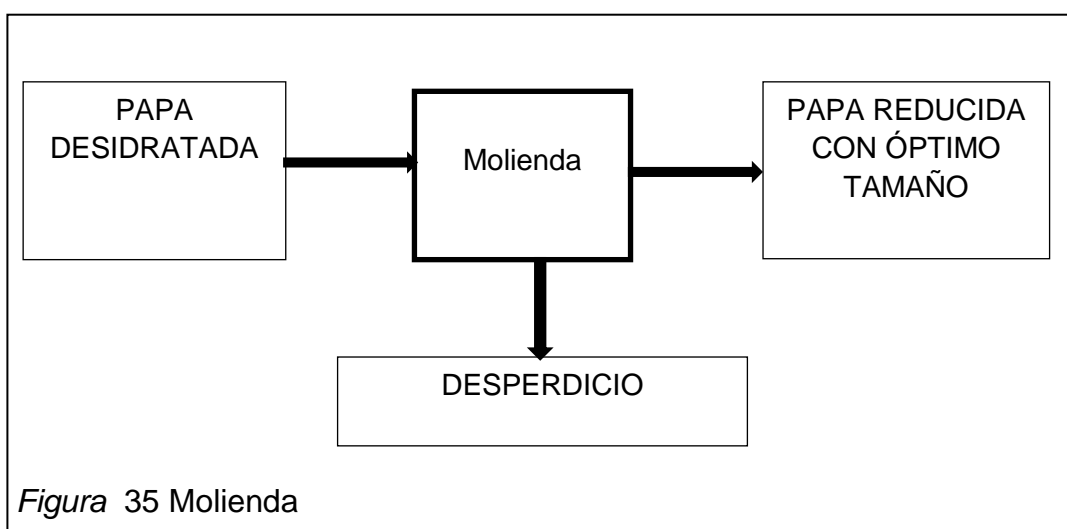 PAPA
DESIDRATADA
Molienda
PAPA REDUCIDA
CON ÓPTIMO
TAMAÑO
DESPERDICIO
Figura 35 Molienda